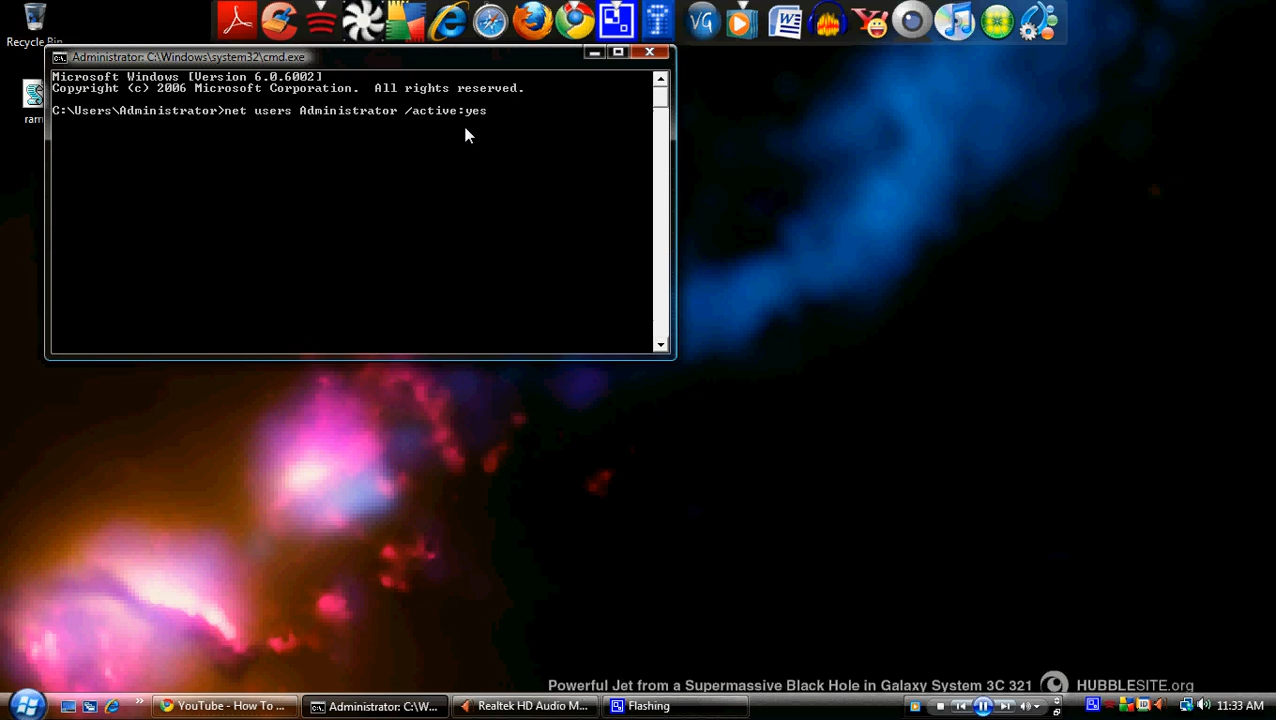 Recycle Bin
Administrator: C:\Windows\system32\cmd.exe
Microsoft Windows [Version 6.0.6002]
Copyright (c) 2006 Microsoft Corporation.  All rights reserved.
C:\Users\Administrator>net users Administrator /active:yes
ram
VG
Powerful Jet from a Supermassive Black Hole in Galaxy System 3C 321
HUBBLESITE.org
YouTube - How To ...
Administrator: C:\W...
Realtek HD Audio M...
Flashing
11:33 AM